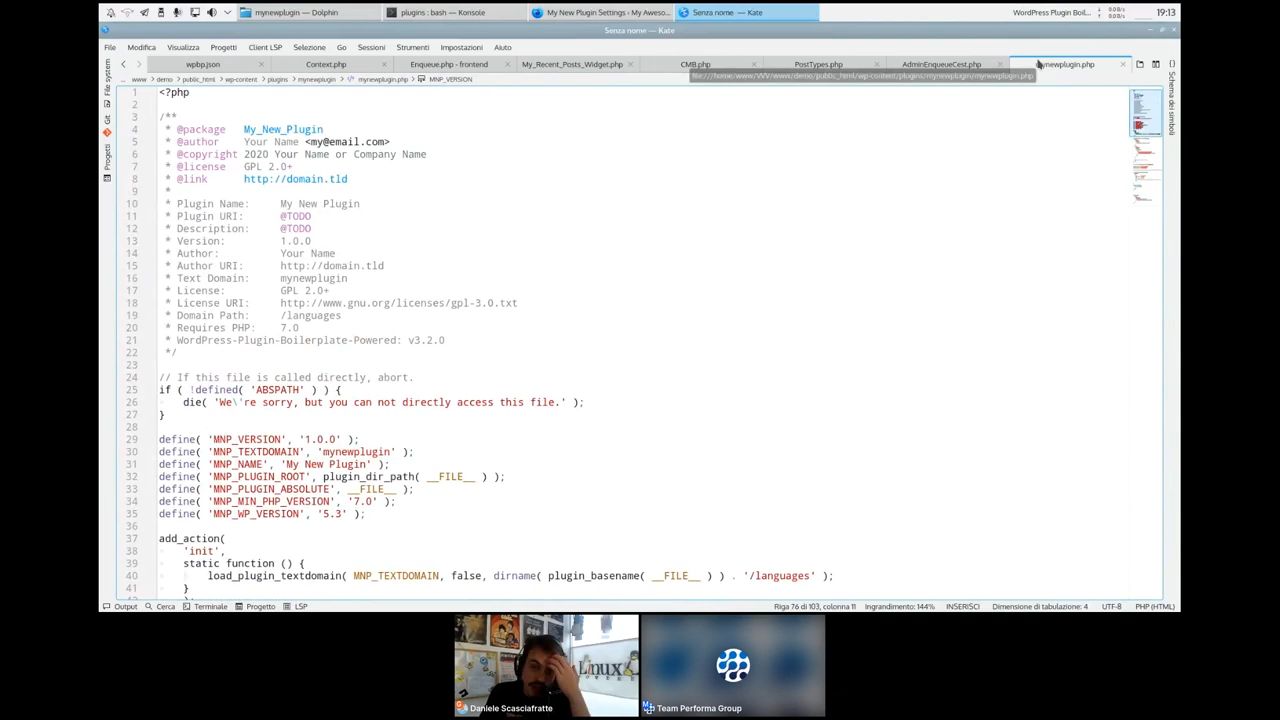 mynewplugin — Dolphin
plugins : bash — Konsole
My New Plugin Settings - My Aweso...
Senza nome — Kate
WordPress Plugin Boil...
0.0B/s
0.0B/s
19:13
Senza nome — Kate
File Modifica Visualizza Progetti Client LSP Selezione Go Sessioni Strumenti Impostazioni Aiuto
wpbp.json Context.php Enqueue.php - frontend My_Recent_Posts_Widget.php CMB.php PostTypes.php AdminEnqueueCest.php mynewplugin.php
file:///home/www/VVV/www/demo/public_html/wp-content/plugins/mynewplugin/mynewplugin.php
... www demo public_html wp-content plugins mynewplugin mynewplugin.php MNP_VERSION
File system
Git
Progetti
Schema dei simboli
1 <?php
2
3 /**
4 * @package My_New_Plugin
5 * @author Your Name <my@email.com>
6 * @copyright 2020 Your Name or Company Name
7 * @license GPL 2.0+
8 * @link http://domain.tld
9 *
10 * Plugin Name: My New Plugin
11 * Plugin URI: @TODO
12 * Description: @TODO
13 * Version: 1.0.0
14 * Author: Your Name
15 * Author URI: http://domain.tld
16 * Text Domain: mynewplugin
17 * License: GPL 2.0+
18 * License URI: http://www.gnu.org/licenses/gpl-3.0.txt
19 * Domain Path: /languages
20 * Requires PHP: 7.0
21 * WordPress-Plugin-Boilerplate-Powered: v3.2.0
22 */
23
24 // If this file is called directly, abort.
25 if ( !defined( 'ABSPATH' ) ) {
26 die( 'We\'re sorry, but you can not directly access this file.' );
27 }
28
29 define( 'MNP_VERSION', '1.0.0' );
30 define( 'MNP_TEXTDOMAIN', 'mynewplugin' );
31 define( 'MNP_NAME', 'My New Plugin' );
32 define( 'MNP_PLUGIN_ROOT', plugin_dir_path( __FILE__ ) );
33 define( 'MNP_PLUGIN_ABSOLUTE', __FILE__ );
34 define( 'MNP_MIN_PHP_VERSION', '7.0' );
35 define( 'MNP_WP_VERSION', '5.3' );
36
37 add_action(
38 'init',
39 static function () {
40 load_plugin_textdomain( MNP_TEXTDOMAIN, false, dirname( plugin_basename( __FILE__ ) ) . '/languages' );
41 }
Output Cerca Terminale Progetto LSP
Riga 76 di 103, colonna 11 Ingrandimento: 144% INSERISCI Dimensione di tabulazione: 4 UTF-8 PHP (HTML)
Linux
Daniele Scasciafratte
Team Performa Group